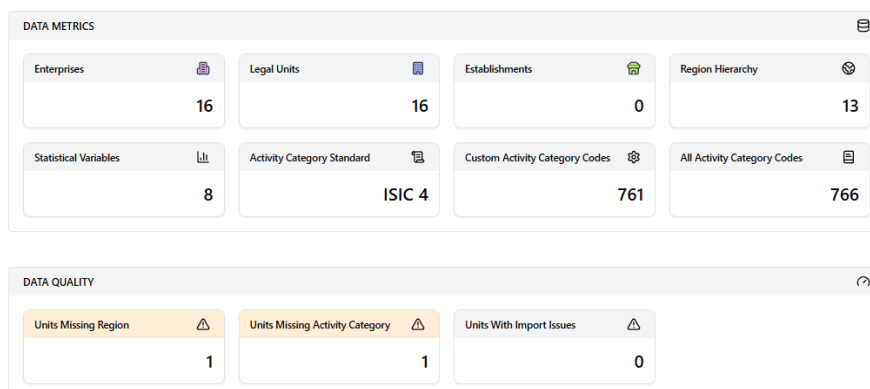 DATA METRICS
Enterprises
16
Legal Units
16
Establishments
0
Region Hierarchy
13
Statistical Variables
8
Activity Category Standard
ISIC 4
Custom Activity Category Codes
761
All Activity Category Codes
766
DATA QUALITY
Units Missing Region
1
Units Missing Activity Category
1
Units With Import Issues
0